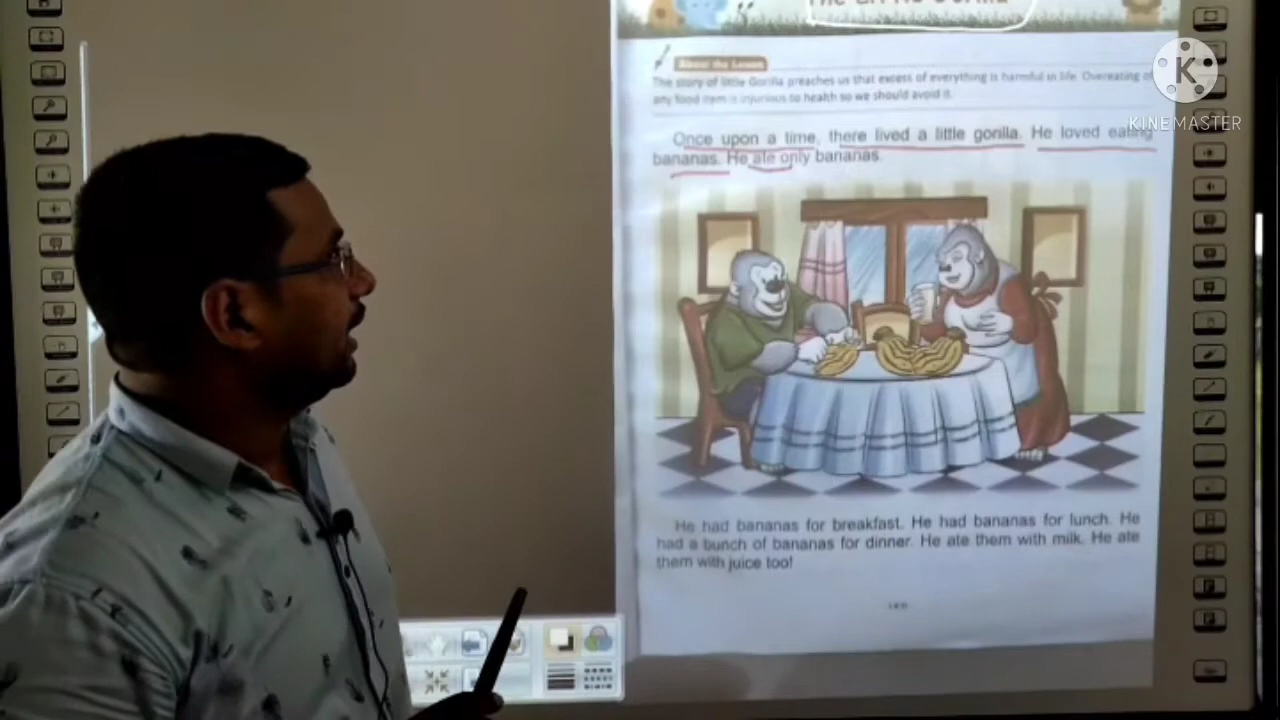 About the Lesson
The story of little Gorilla preaches us that excess of everything is harmful in life. Overeating of
any food item is injurious to health so we should avoid it.
K
KINEMASTER
Once upon a time, there lived a little gorilla. He loved eating
bananas. He ate only bananas.
He had bananas for breakfast. He had bananas for lunch. He
had a bunch of bananas for dinner. He ate them with milk. He ate
them with juice too!